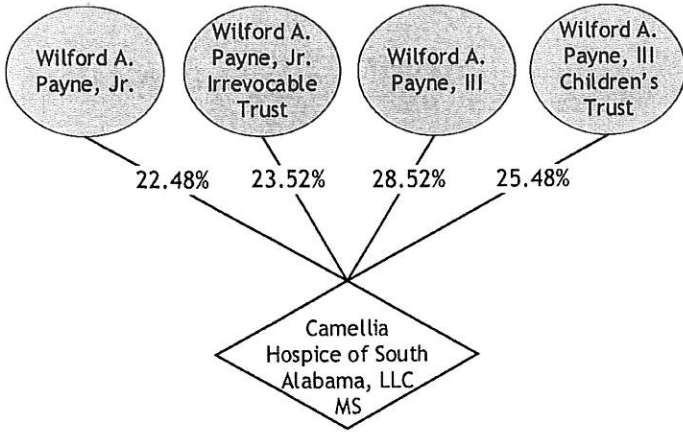 Wilford A.
Payne, Jr.
Wilford A.
Payne, Jr.
Irrevocable
Trust
Wilford A.
Payne, III
Wilford A.
Payne, III
Children's
Trust
22.48%
23.52%
28.52%
25.48%
Camellia
Hospice of South
Alabama, LLC
MS